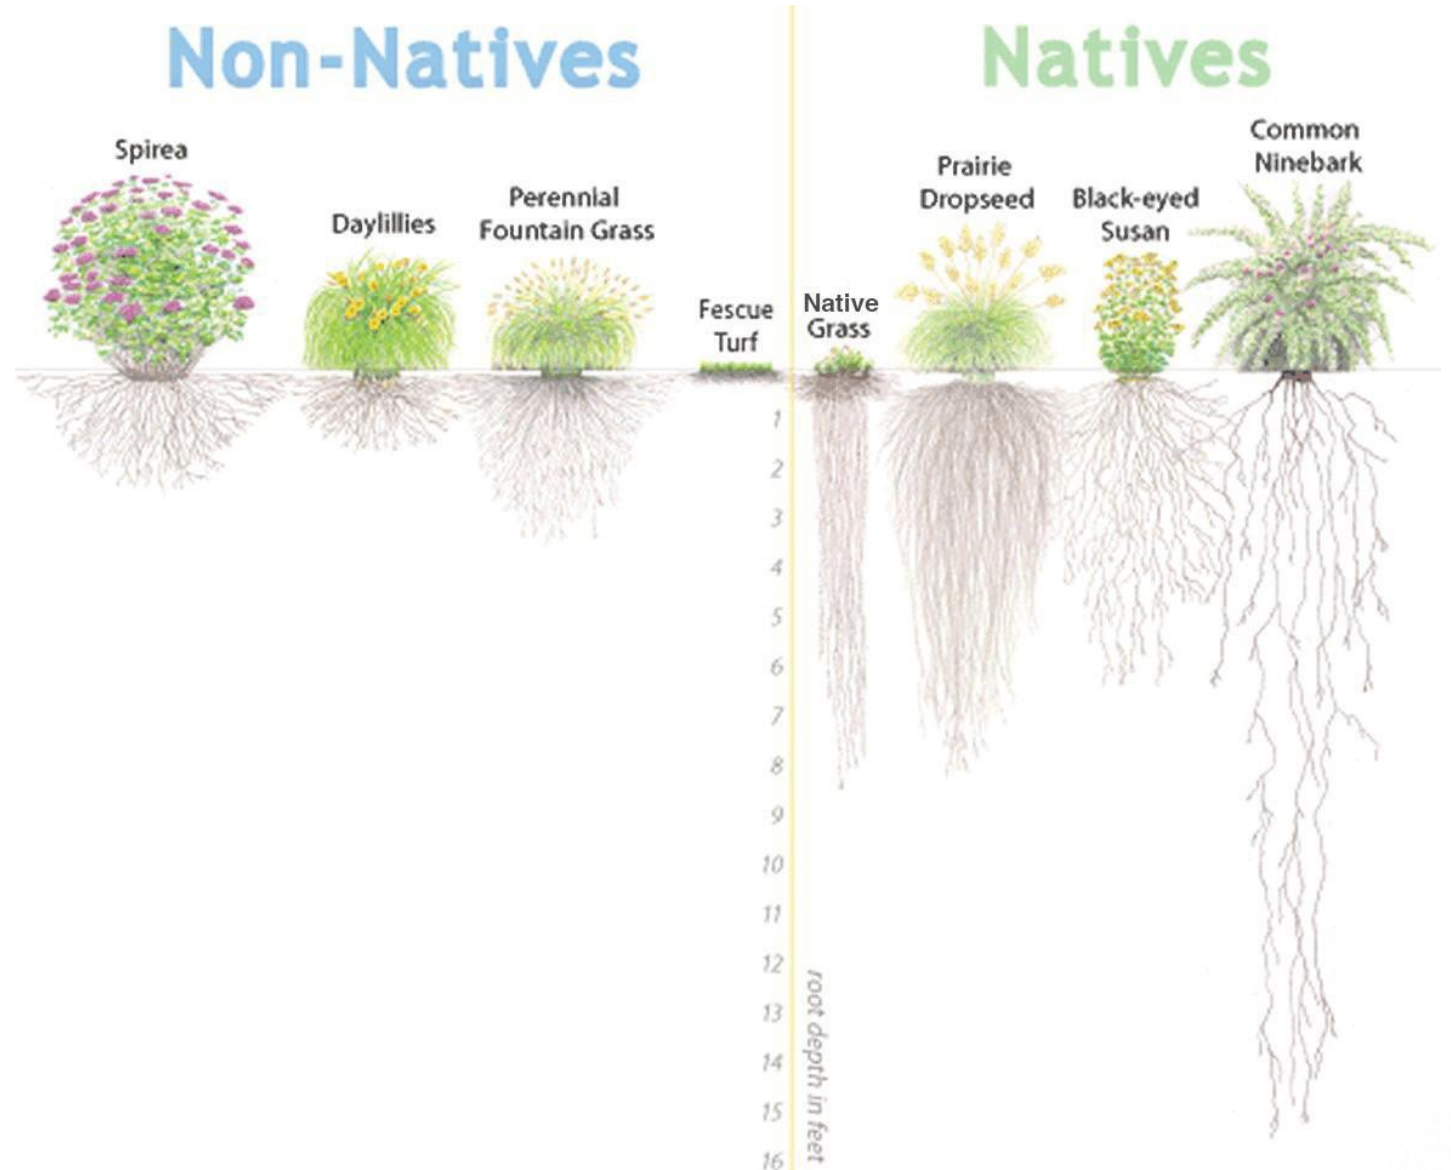 Non-Natives
Natives
Spirea
Daylillies
Perennial
Fountain Grass
Fescue
Turf
Native
Grass
Prairie
Dropseed
Black-eyed
Susan
Common
Ninebark
1
2
3
4
5
6
7
8
9
10
11
12
13
14
15
16
root depth in feet